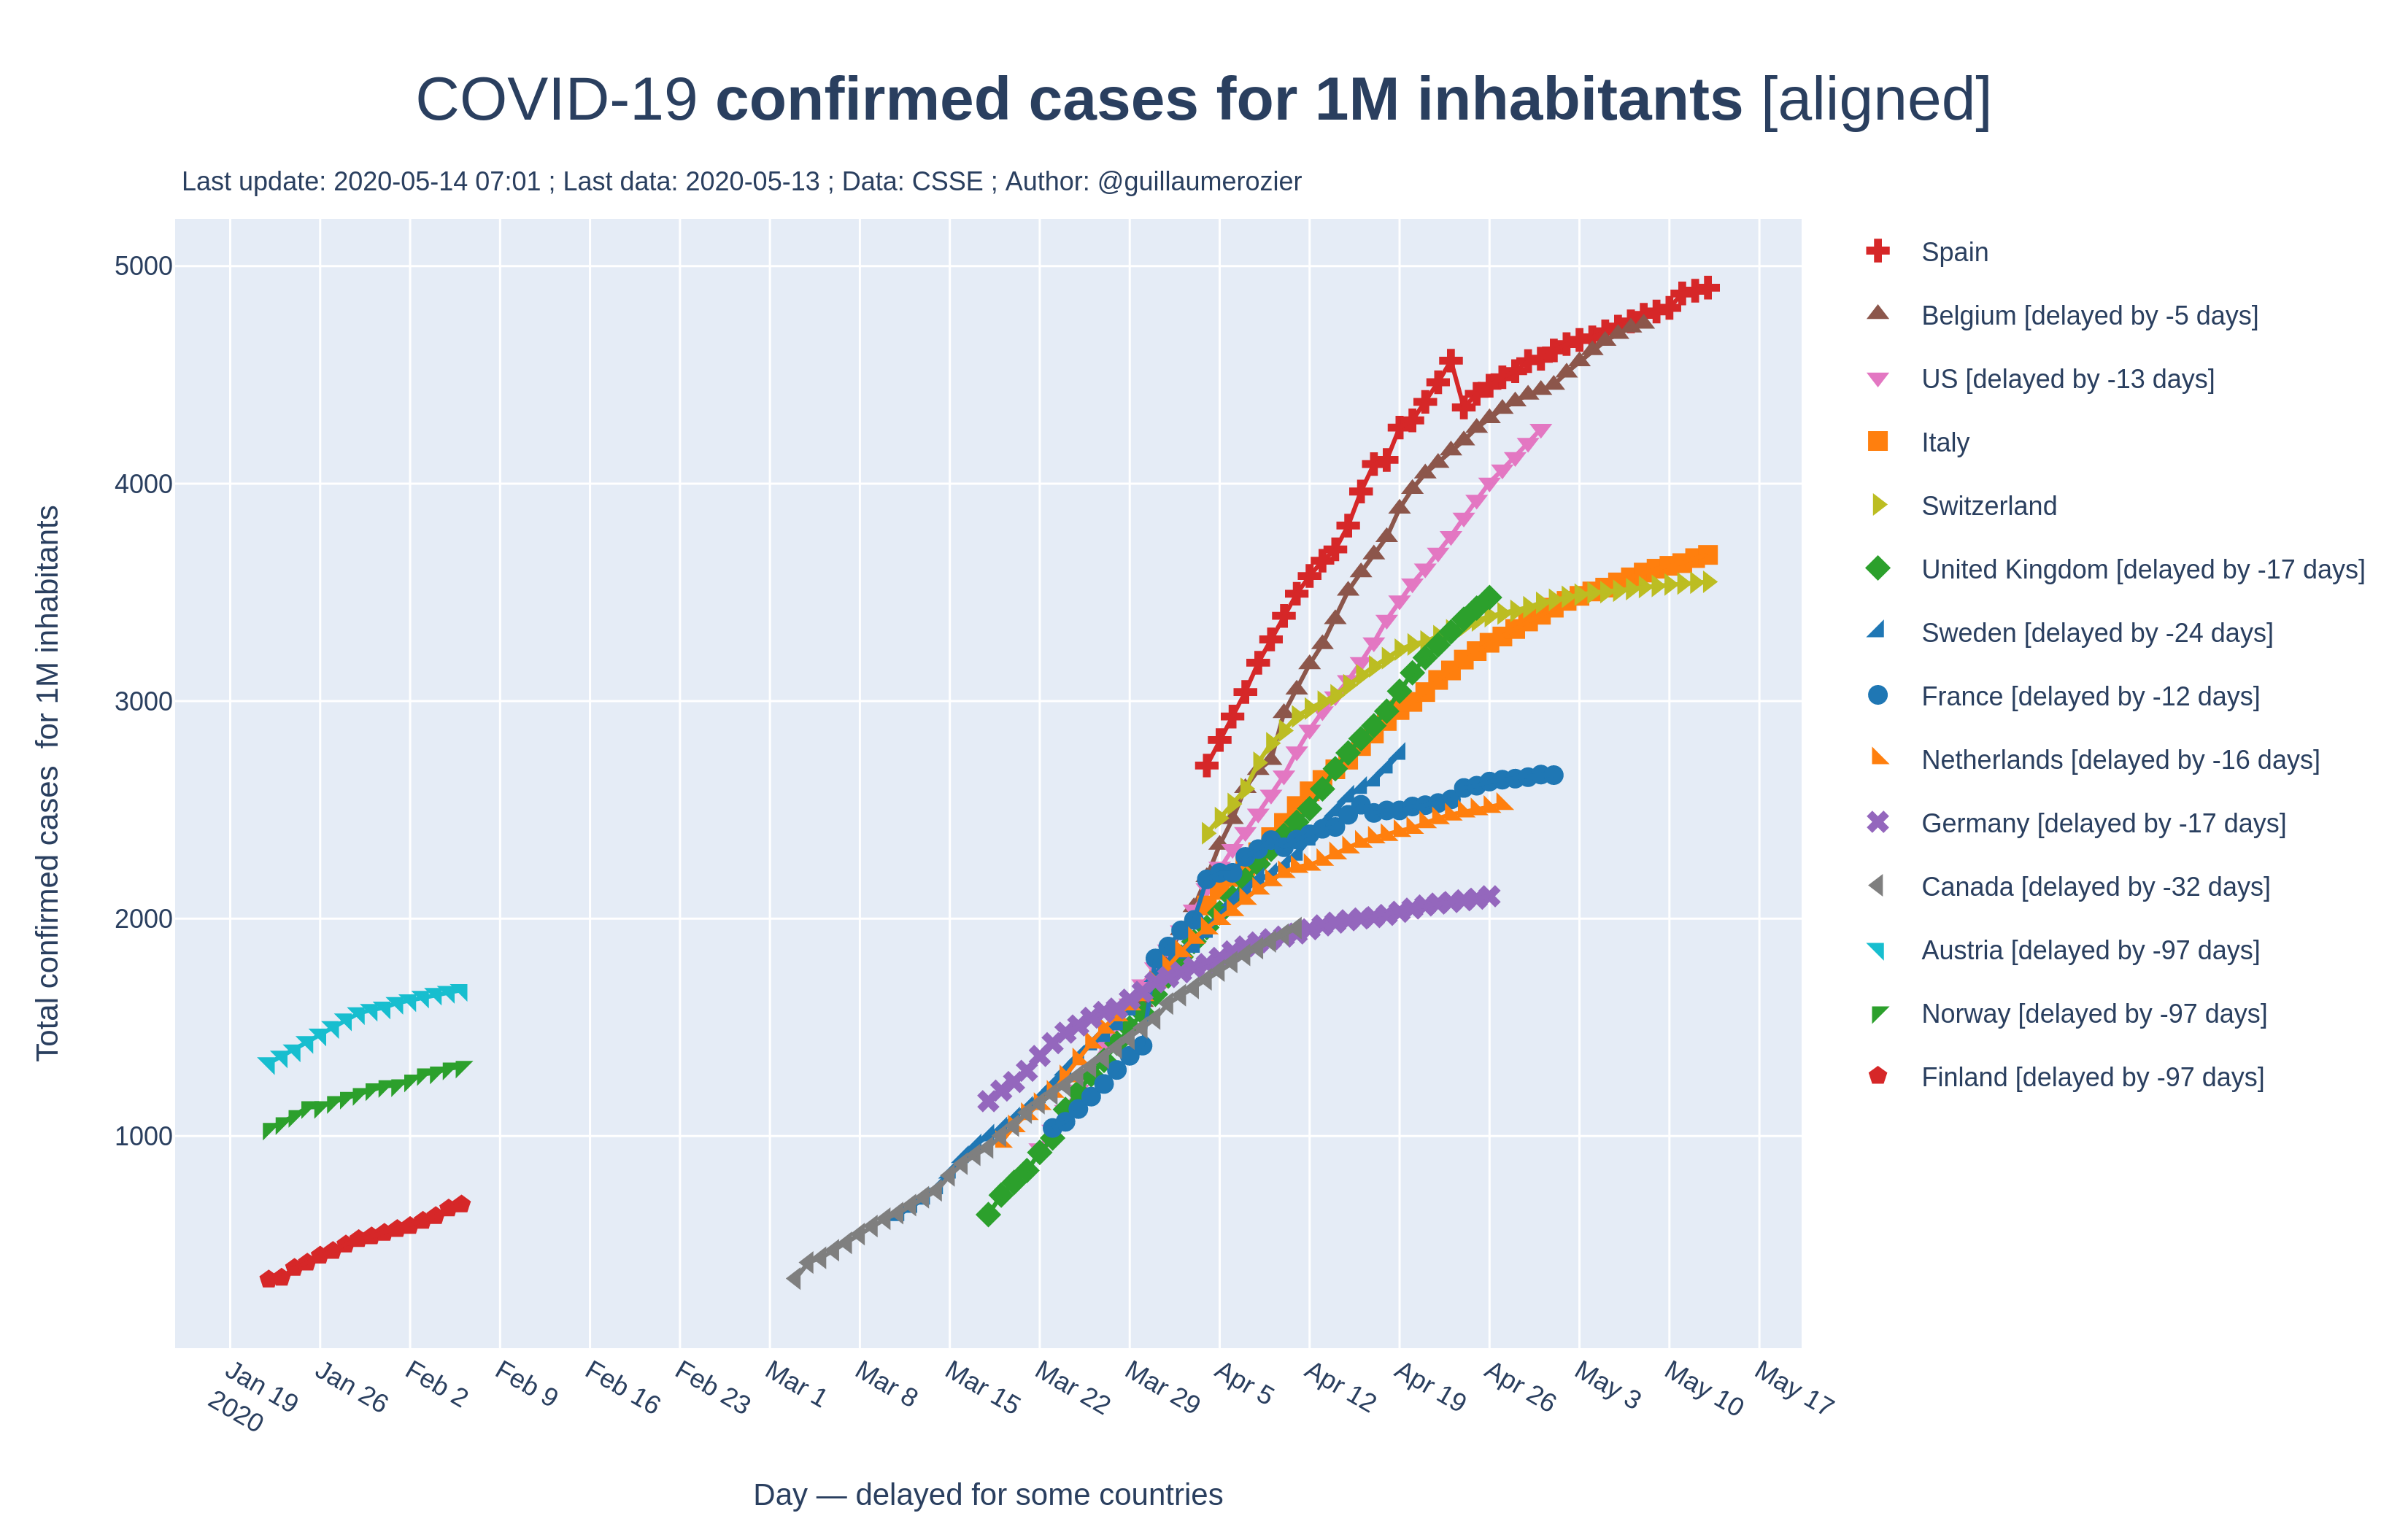 COVID-19 confirmed cases for 1M inhabitants [aligned]
Last update: 2020-05-14 07:01 ; Last data: 2020-05-13 ; Data: CSSE ; Author: @guillaumerozier
Total confirmed cases for 1M inhabitants
5000
4000
3000
2000
1000
Jan 19
2020
Jan 26
Feb 2
Feb 9
Feb 16
Feb 23
Mar 1
Mar 8
Mar 15
Mar 22
Mar 29
Apr 5
Apr 12
Apr 19
Apr 26
May 3
May 10
May 17
Day — delayed for some countries
Spain
Belgium [delayed by -5 days]
US [delayed by -13 days]
Italy
Switzerland
United Kingdom [delayed by -17 days]
Sweden [delayed by -24 days]
France [delayed by -12 days]
Netherlands [delayed by -16 days]
Germany [delayed by -17 days]
Canada [delayed by -32 days]
Austria [delayed by -97 days]
Norway [delayed by -97 days]
Finland [delayed by -97 days]